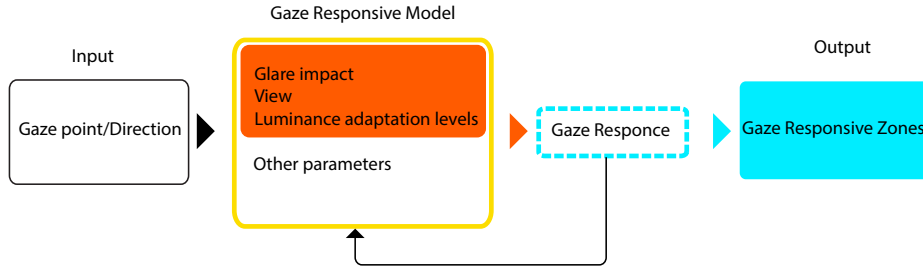 Gaze Responsive Model
Input
Output
Glare impact
View
Luminance adaptation levels
Gaze point/Direction
Gaze Responce
Gaze Responsive Zones
Other parameters